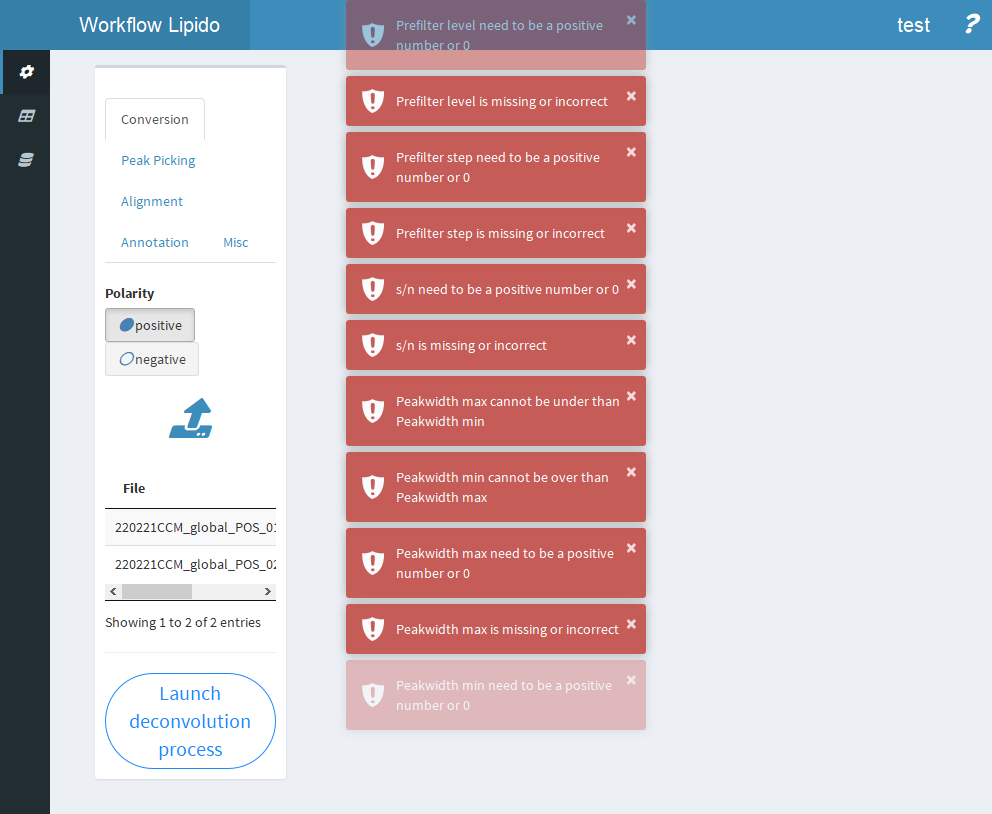 Workflow Lipido
test
?
Conversion
Peak Picking
Alignment
Annotation Misc
Polarity
positive
negative
File
220221CCM_global_POS_01
220221CCM_global_POS_02
Showing 1 to 2 of 2 entries
Launch
deconvolution
process
Prefilter level need to be a positive
number or 0
Prefilter level is missing or incorrect
Prefilter step need to be a positive
number or 0
Prefilter step is missing or incorrect
s/n need to be a positive number or 0
s/n is missing or incorrect
Peakwidth max cannot be under than
Peakwidth min
Peakwidth min cannot be over than
Peakwidth max
Peakwidth max need to be a positive
number or 0
Peakwidth max is missing or incorrect
Peakwidth min need to be a positive
number or 0